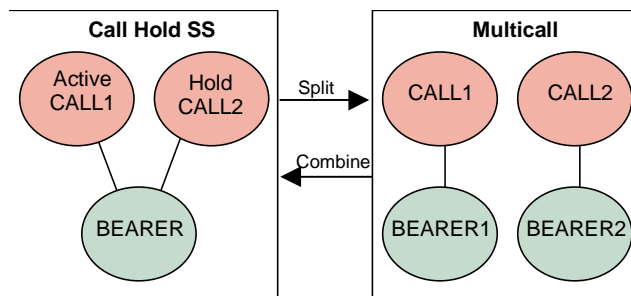 Call Hold SS
Multicall
Active
CALL1
Hold
CALL2
Split
CALL1
CALL2
Combine
BEARER
BEARER1
BEARER2